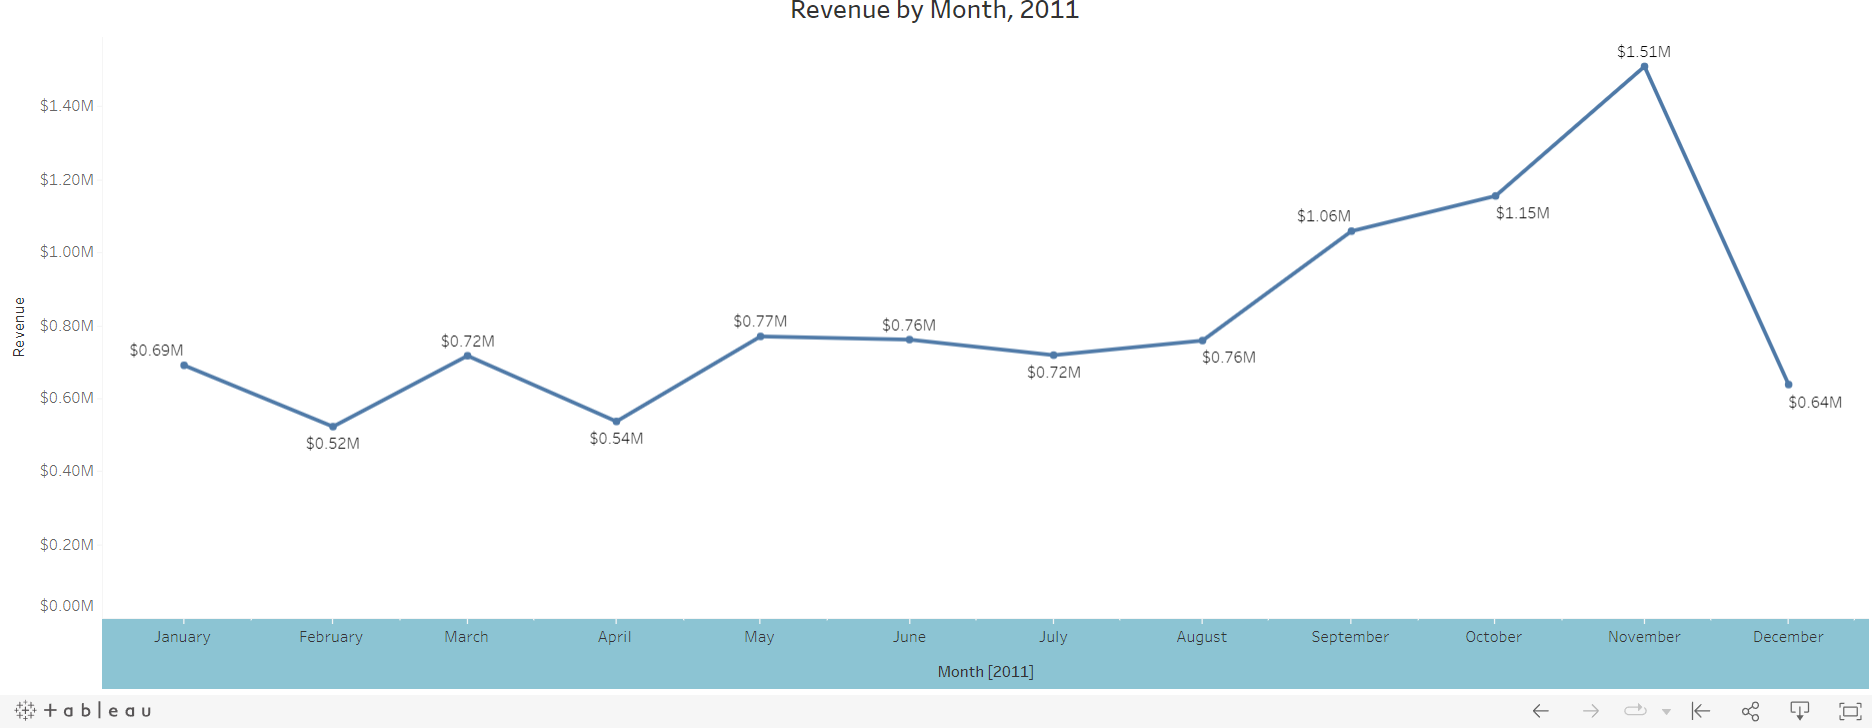 Revenue by Month, 2011
$1.51M
$1.40M
$1.20M
$1.06M
$1.15M
$1.00M
Revenue
$0.80M
$0.77M
$0.76M
$0.72M
$0.69M
$0.72M
$0.76M
$0.64M
$0.60M
$0.52M
$0.54M
$0.40M
$0.20M
$0.00M
January February March April May June July August September October November December
Month [2011]
+ableau